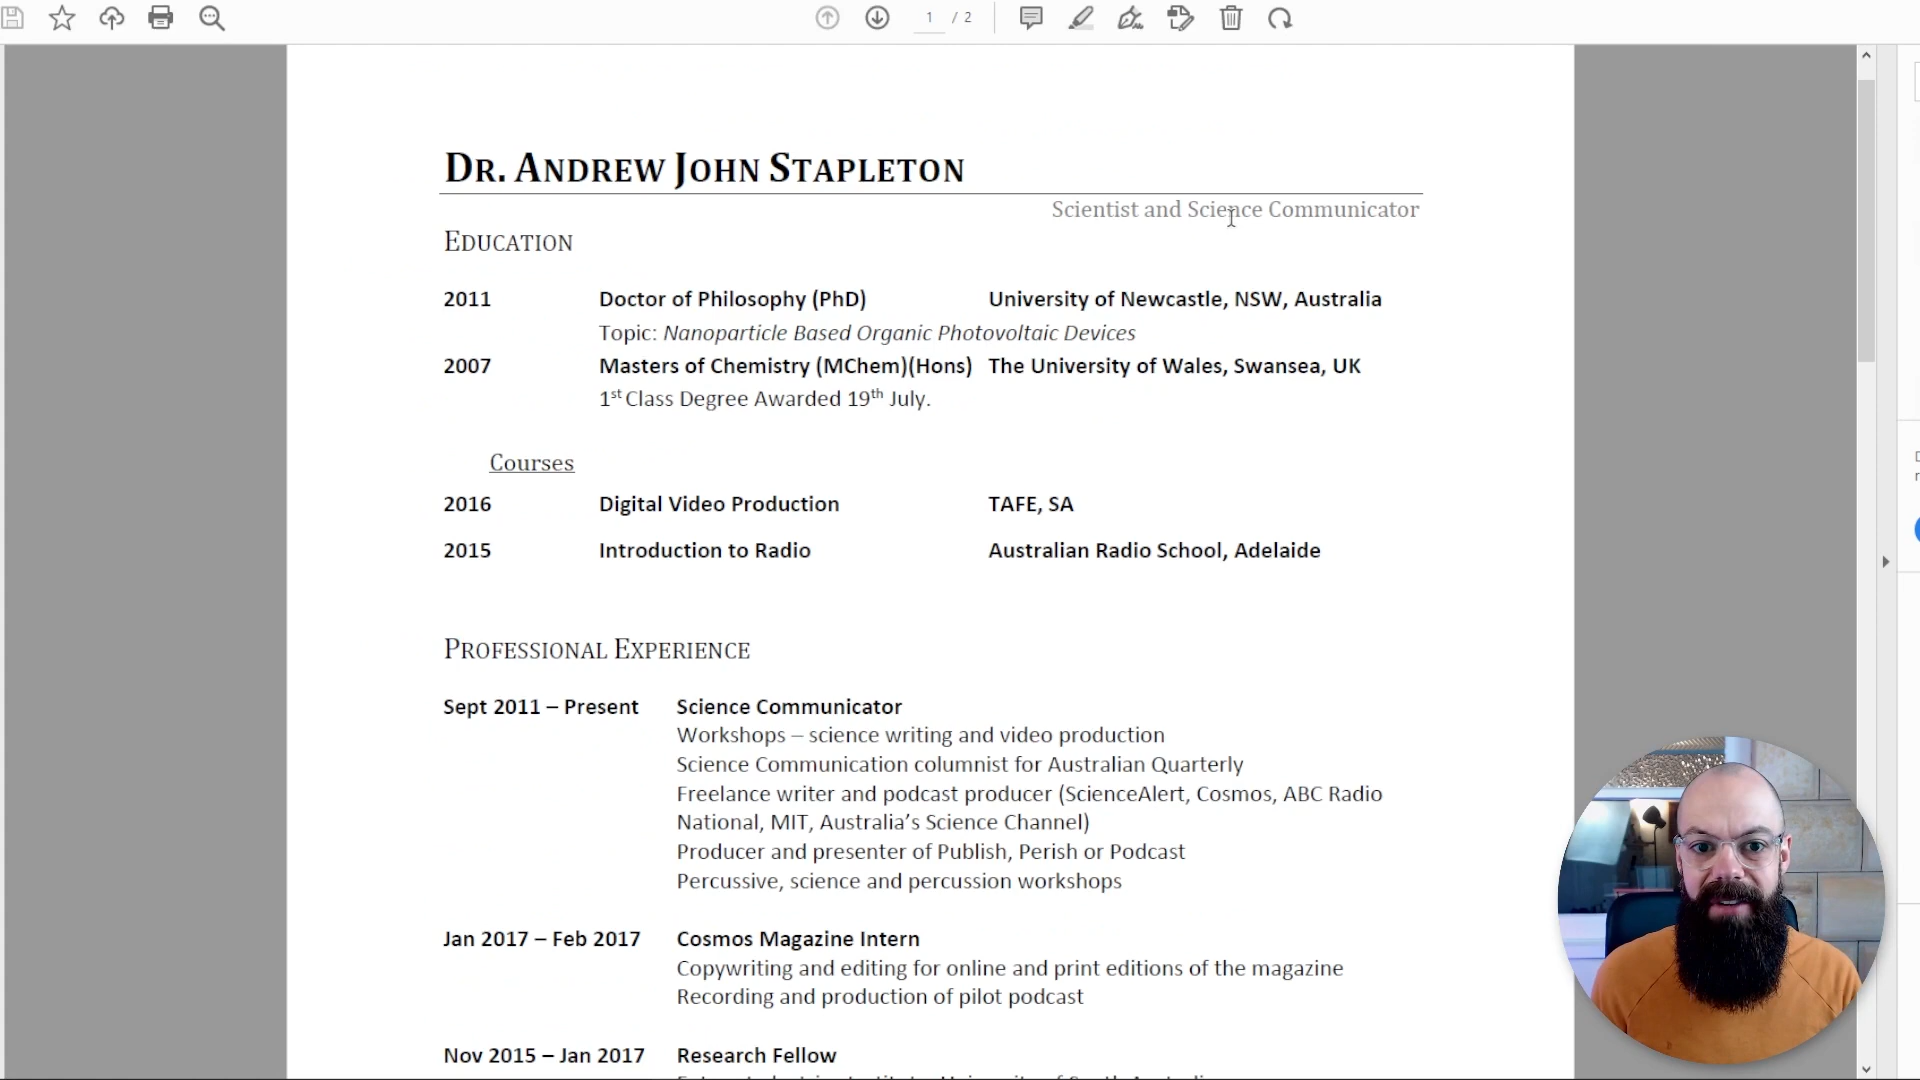 1 / 2
DR. ANDREW JOHN STAPLETON
Scientist and Science Communicator
EDUCATION
2011 Doctor of Philosophy (PhD) University of Newcastle, NSW, Australia
Topic: Nanoparticle Based Organic Photovoltaic Devices
2007 Masters of Chemistry (MChem)(Hons) The University of Wales, Swansea, UK
1st Class Degree Awarded 19th July.
Courses
2016 Digital Video Production TAFE, SA
2015 Introduction to Radio Australian Radio School, Adelaide
PROFESSIONAL EXPERIENCE
Sept 2011 – Present Science Communicator
Workshops – science writing and video production
Science Communication columnist for Australian Quarterly
Freelance writer and podcast producer (ScienceAlert, Cosmos, ABC Radio
National, MIT, Australia’s Science Channel)
Producer and presenter of Publish, Perish or Podcast
Percussive, science and percussion workshops
Jan 2017 – Feb 2017 Cosmos Magazine Intern
Copywriting and editing for online and print editions of the magazine
Recording and production of pilot podcast
Nov 2015 – Jan 2017 Research Fellow